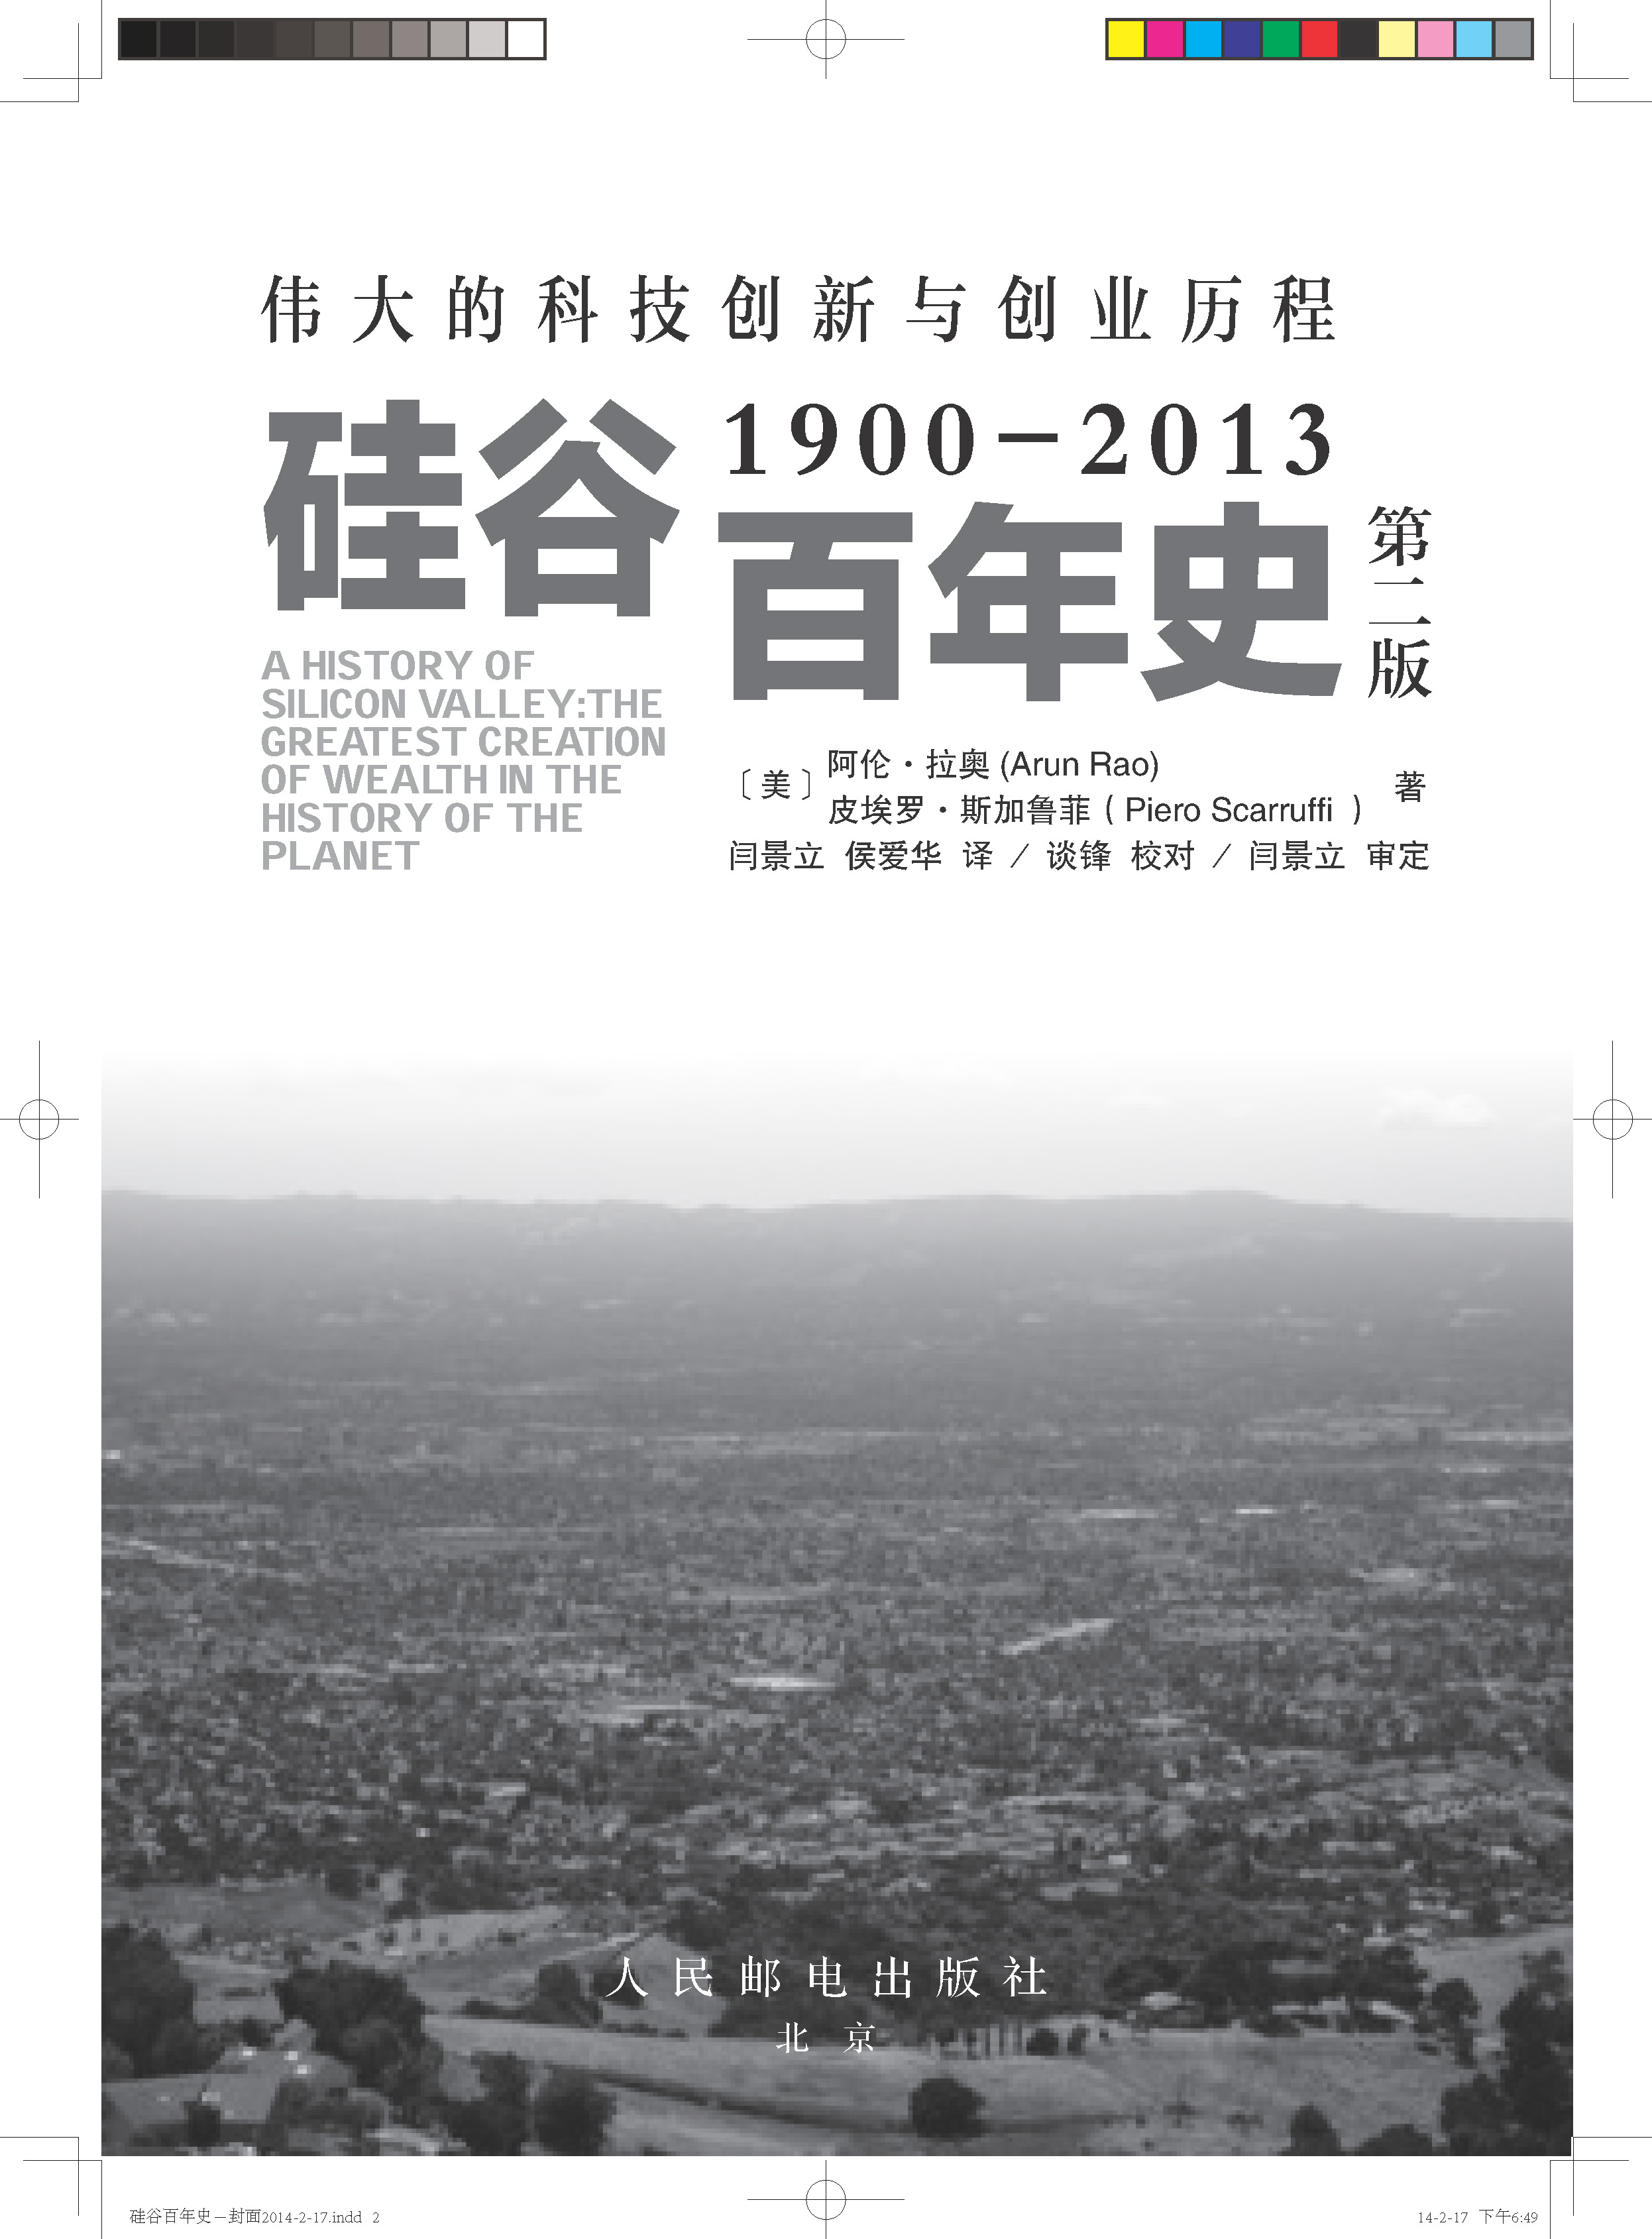 伟大的科技创新与创业历程
硅谷
1900-2013
百年史
第二版
A HISTORY OF
SILICON VALLEY:THE
GREATEST CREATION
OF WEALTH IN THE
HISTORY OF THE
PLANET
〔美〕
阿伦·拉奥 (Arun Rao)
皮埃罗·斯加鲁菲 ( Piero Scarruffi )
著
闫景立 侯爱华 译 / 谈锋 校对 / 闫景立 审定
人民邮电出版社
北京
硅谷百年史－封面2014-2-17.indd 2
14-2-17 下午6:49